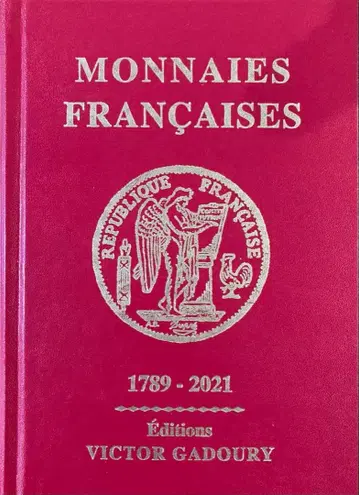 MONNAIES
FRANÇAISES
REPUBLIQUE FRANÇAISE
1789 - 2021
Éditions
VICTOR GADOURY